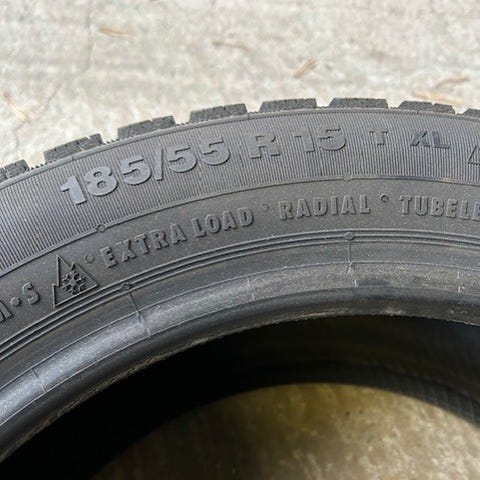 185/55 R 15 T XL
M•S EXTRA LOAD • RADIAL • TUBELE